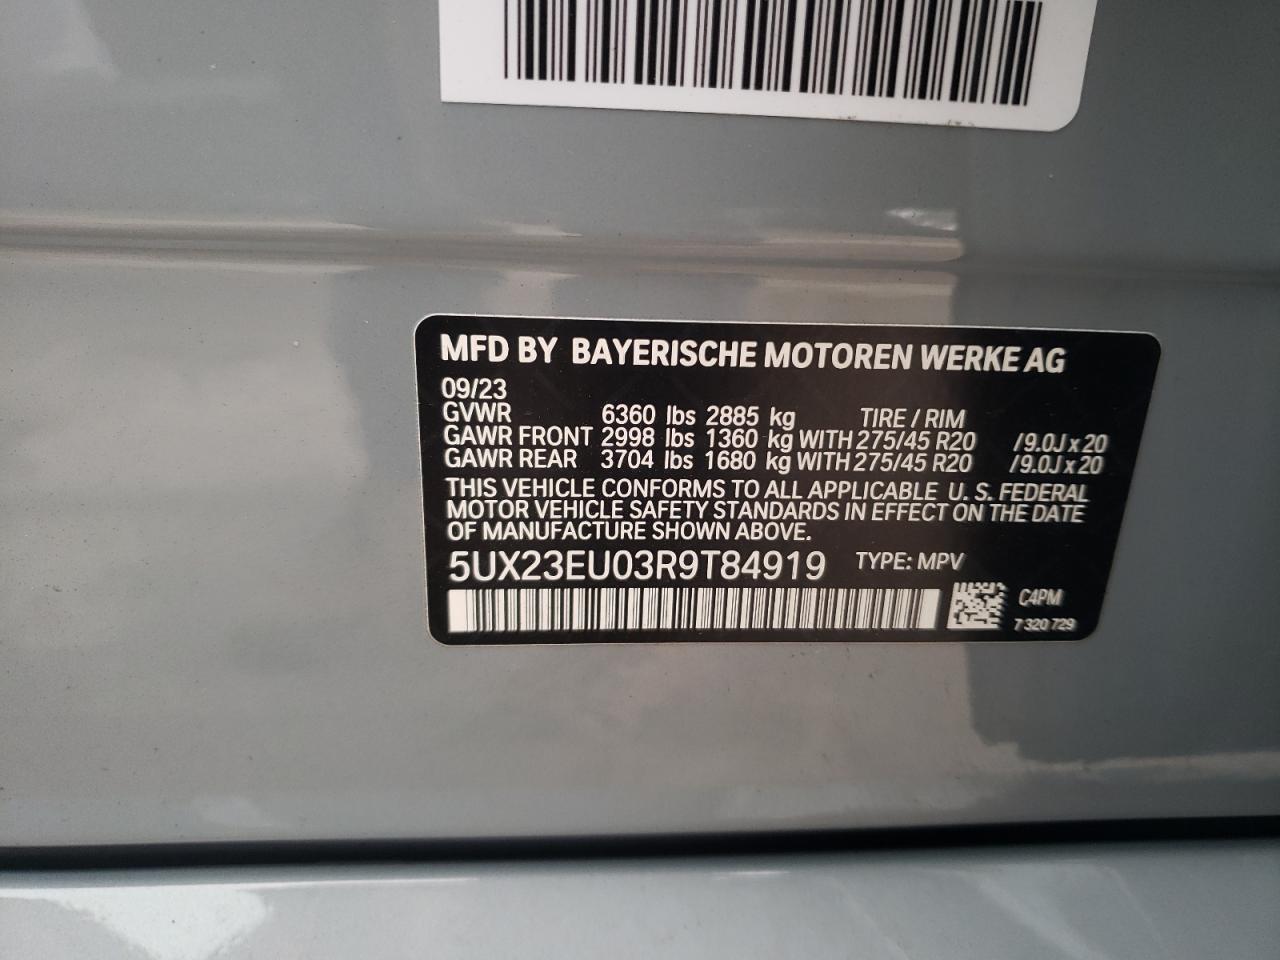 MFD BY BAYERISCHE MOTOREN WERKE AG
09/23
GVWR 6360 lbs 2885 kg TIRE / RIM
GAWR FRONT 2998 lbs 1360 kg WITH 275/45 R20 /9.0J x 20
GAWR REAR 3704 lbs 1680 kg WITH 275/45 R20 /9.0J x 20
THIS VEHICLE CONFORMS TO ALL APPLICABLE U. S. FEDERAL
MOTOR VEHICLE SAFETY STANDARDS IN EFFECT ON THE DATE
OF MANUFACTURE SHOWN ABOVE.
5UX23EU03R9T84919 TYPE: MPV
C4PM
7 320 729